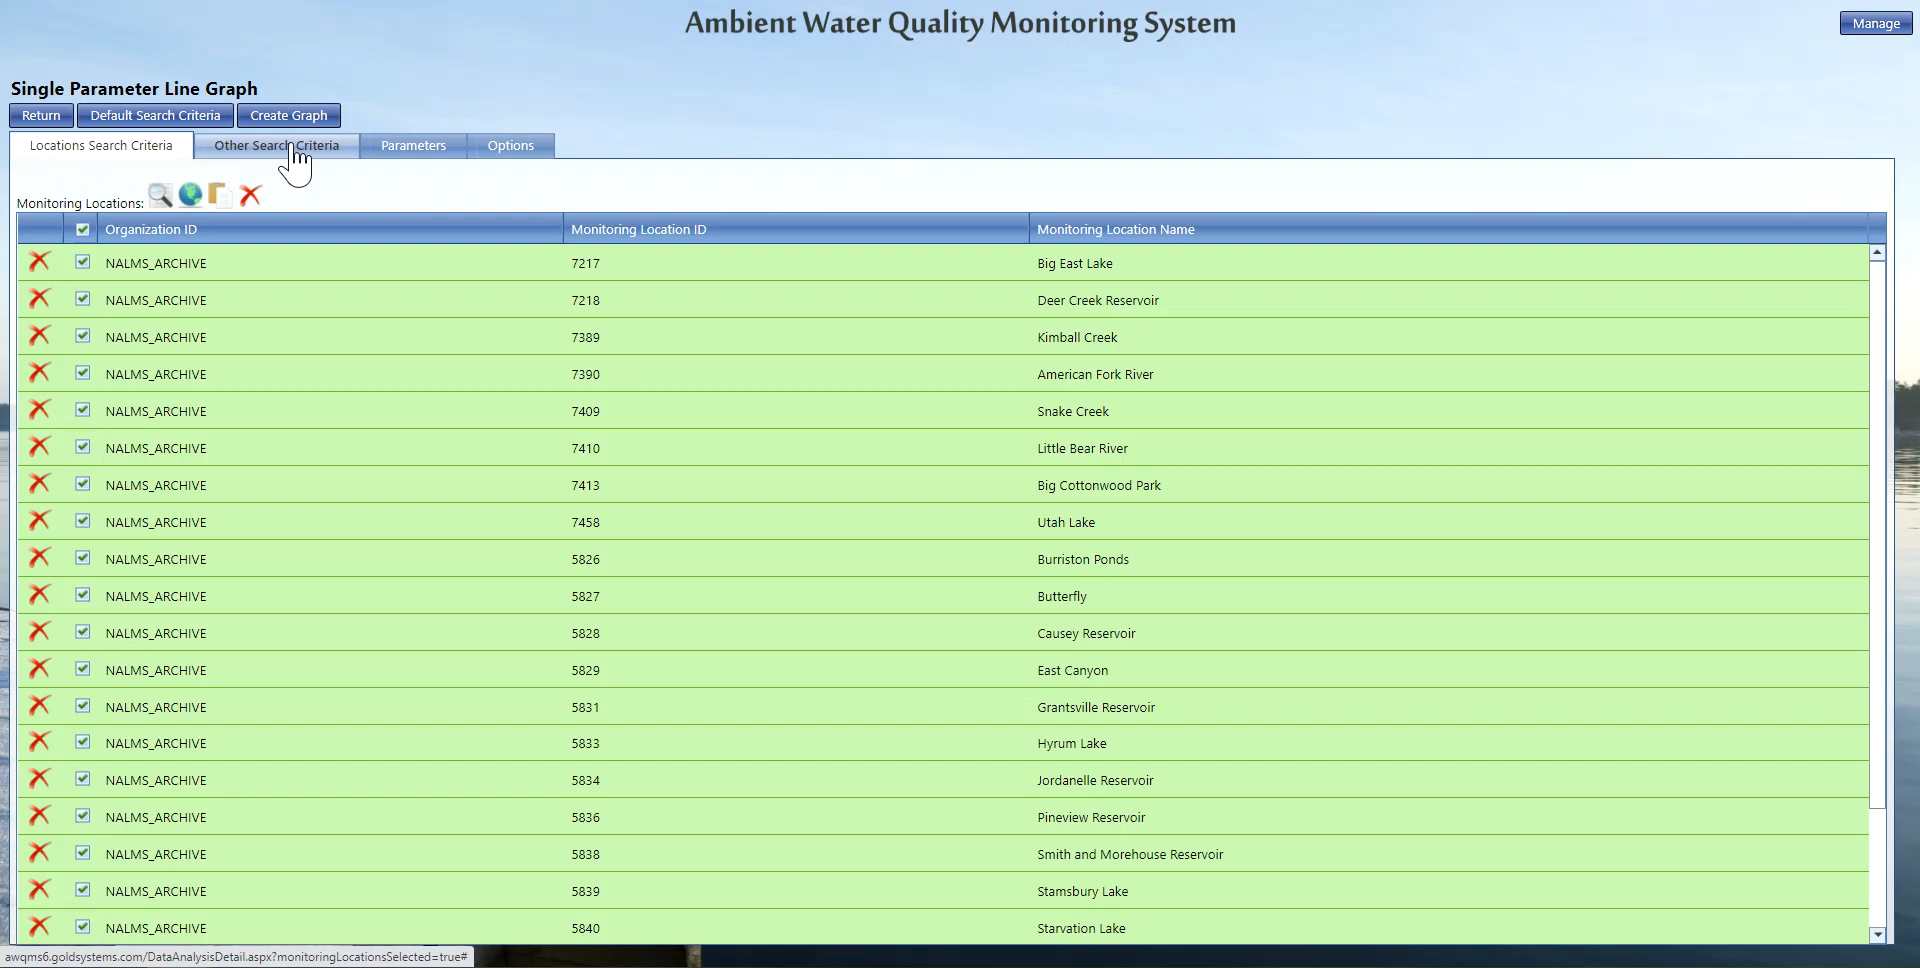 Ambient Water Quality Monitoring System
Manage
Single Parameter Line Graph
Return Default Search Criteria Create Graph
Locations Search Criteria Other Search Criteria Parameters Options
Monitoring Locations:
Organization ID Monitoring Location ID Monitoring Location Name
NALMS_ARCHIVE 7217 Big East Lake
NALMS_ARCHIVE 7218 Deer Creek Reservoir
NALMS_ARCHIVE 7389 Kimball Creek
NALMS_ARCHIVE 7390 American Fork River
NALMS_ARCHIVE 7409 Snake Creek
NALMS_ARCHIVE 7410 Little Bear River
NALMS_ARCHIVE 7413 Big Cottonwood Park
NALMS_ARCHIVE 7458 Utah Lake
NALMS_ARCHIVE 5826 Burriston Ponds
NALMS_ARCHIVE 5827 Butterfly
NALMS_ARCHIVE 5828 Causey Reservoir
NALMS_ARCHIVE 5829 East Canyon
NALMS_ARCHIVE 5831 Grantsville Reservoir
NALMS_ARCHIVE 5833 Hyrum Lake
NALMS_ARCHIVE 5834 Jordanelle Reservoir
NALMS_ARCHIVE 5836 Pineview Reservoir
NALMS_ARCHIVE 5838 Smith and Morehouse Reservoir
NALMS_ARCHIVE 5839 Stamsbury Lake
NALMS_ARCHIVE 5840 Starvation Lake
awqms6.goldsystems.com/DataAnalysisDetail.aspx?monitoringLocationsSelected=true#